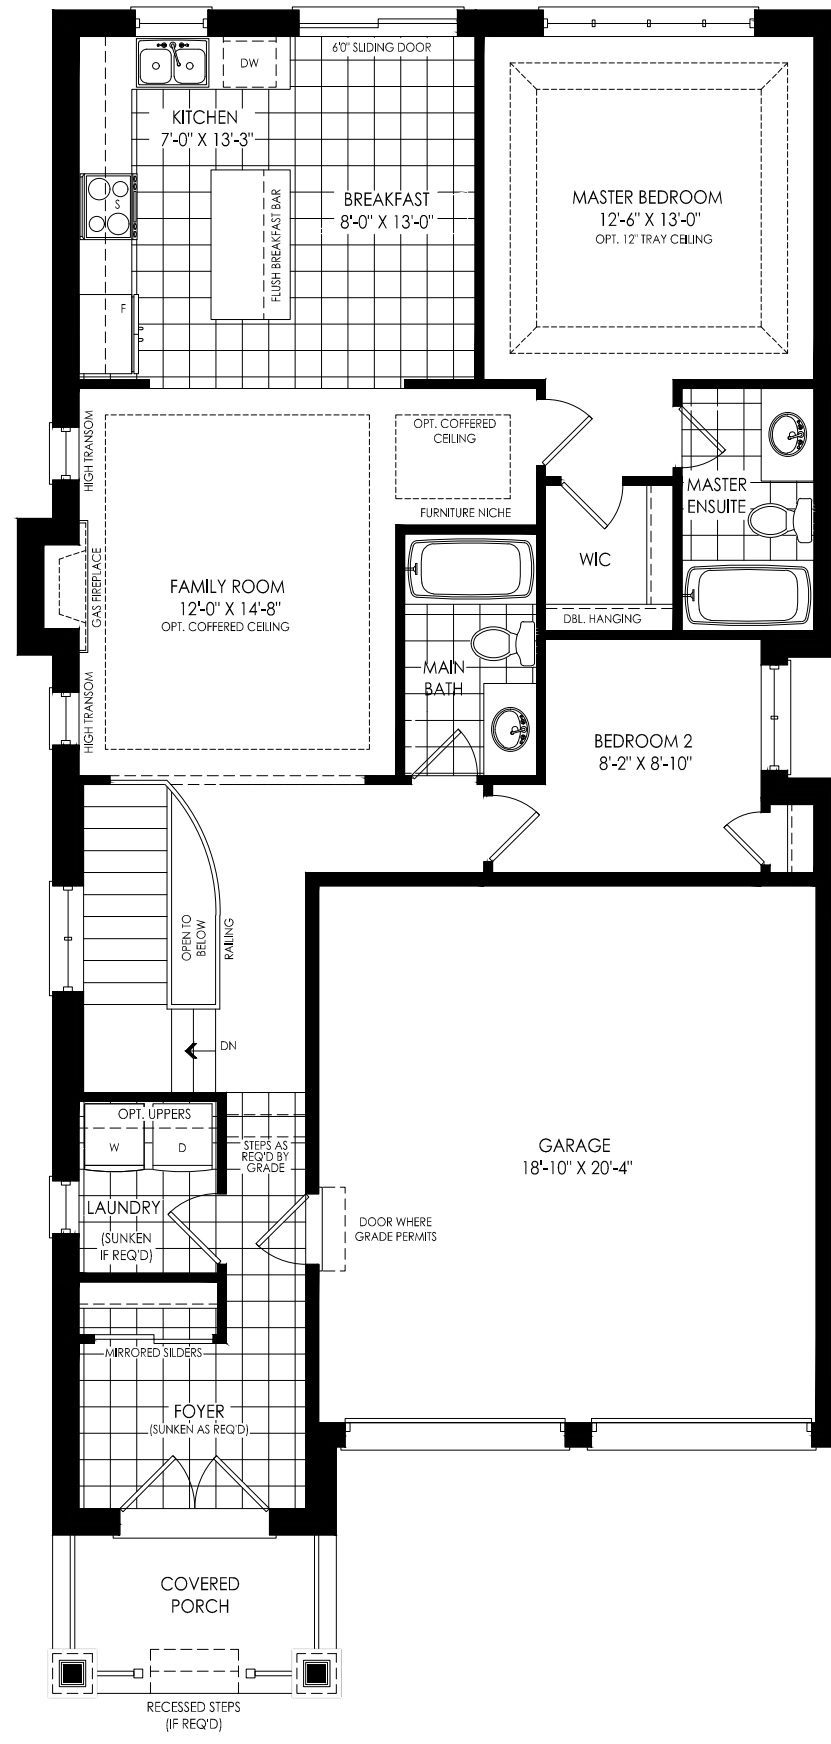 6'0" SLIDING DOOR
DW
KITCHEN
7'-0" X 13'-3"
S
F
FLUSH BREAKFAST BAR
BREAKFAST
8'-0" X 13'-0"
MASTER BEDROOM
12'-6" X 13'-0"
OPT. 12" TRAY CEILING
HIGH TRANSOM
OPT. COFFERED
CEILING
FURNITURE NICHE
MASTER
ENSUITE
WIC
DBL. HANGING
GAS FIREPLACE
FAMILY ROOM
12'-0" X 14'-8"
OPT. COFFERED CEILING
MAIN
BATH
HIGH TRANSOM
BEDROOM 2
8'-2" X 8'-10"
OPEN TO
BELOW
RAILING
DN
OPT. UPPERS
W
D
STEPS AS
REQ'D BY
GRADE
LAUNDRY
(SUNKEN
IF REQ'D)
GARAGE
18'-10" X 20'-4"
DOOR WHERE
GRADE PERMITS
MIRRORED SILDERS
FOYER
(SUNKEN AS REQ'D)
COVERED
PORCH
RECESSED STEPS
(IF REQ'D)